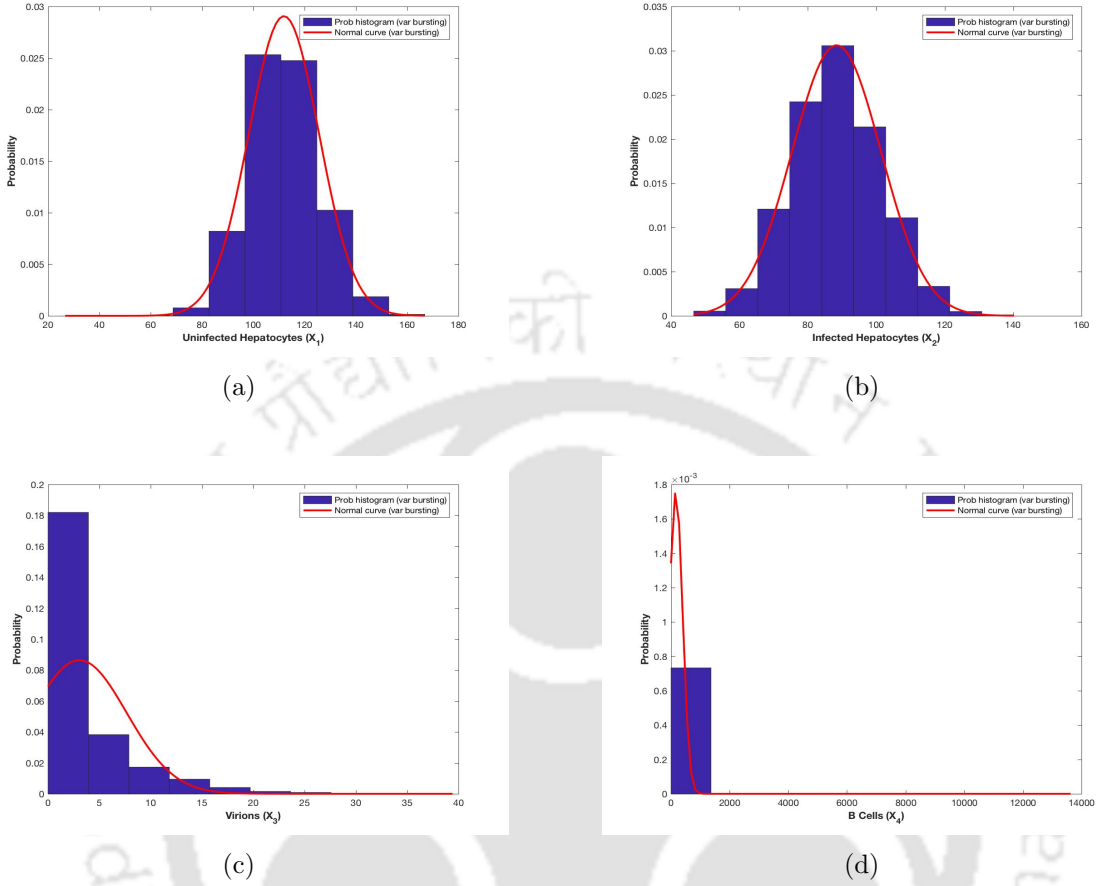 0.03
Prob histogram (var bursting)
Normal curve (var bursting)
0.025
0.02
0.015
0.01
0.005
0
Probability
20 40 60 80 100 120 140 160 180
Uninfected Hepatocytes (X_1)
(a)
0.035
Prob histogram (var bursting)
Normal curve (var bursting)
0.03
0.025
0.02
0.015
0.01
0.005
0
Probability
40 60 80 100 120 140 160
Infected Hepatocytes (X_2)
(b)
0.2
Prob histogram (var bursting)
Normal curve (var bursting)
0.18
0.16
0.14
0.12
0.1
0.08
0.06
0.04
0.02
0
Probability
0 5 10 15 20 25 30 35 40
Virions (X_3)
(c)
×10^-3
1.8
Prob histogram (var bursting)
Normal curve (var bursting)
1.6
1.4
1.2
1
0.8
0.6
0.4
0.2
0
Probability
0 2000 4000 6000 8000 10000 12000 14000
B Cells (X_4)
(d)